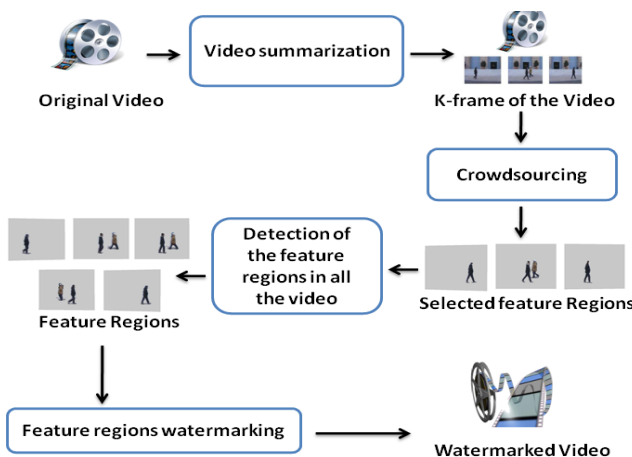 Video summarization
Original Video
K-frame of the Video
Crowdsourcing
Detection of
the feature
regions in all
the video
Selected feature Regions
Feature Regions
Feature regions watermarking
Watermarked Video